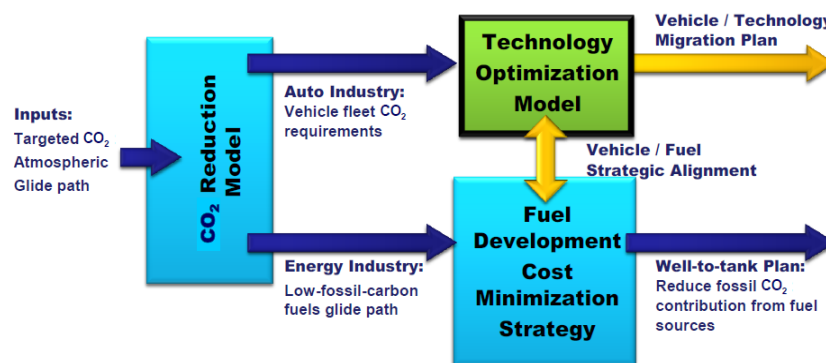 Inputs:
Targeted CO₂
Atmospheric
Glide path
CO₂ Reduction
Model
Auto Industry:
Vehicle fleet CO₂
requirements
Energy Industry:
Low-fossil-carbon
fuels glide path
Technology
Optimization
Model
Vehicle / Technology
Migration Plan
Vehicle / Fuel
Strategic Alignment
Fuel
Development
Cost
Minimization
Strategy
Well-to-tank Plan:
Reduce fossil CO₂
contribution from fuel
sources